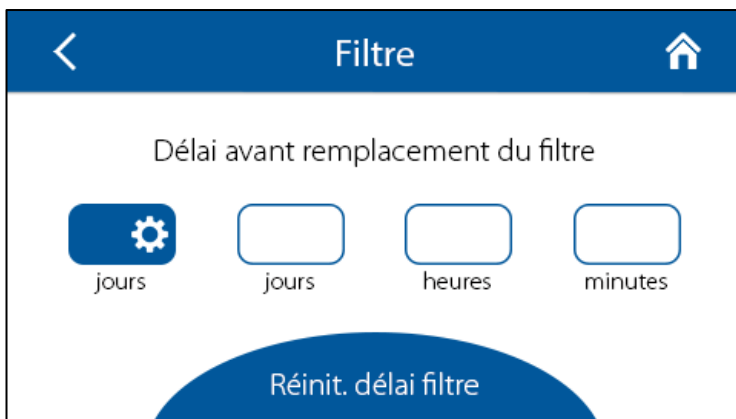 Filtre
Délai avant remplacement du filtre
jours jours heures minutes
Réinit. délai filtre